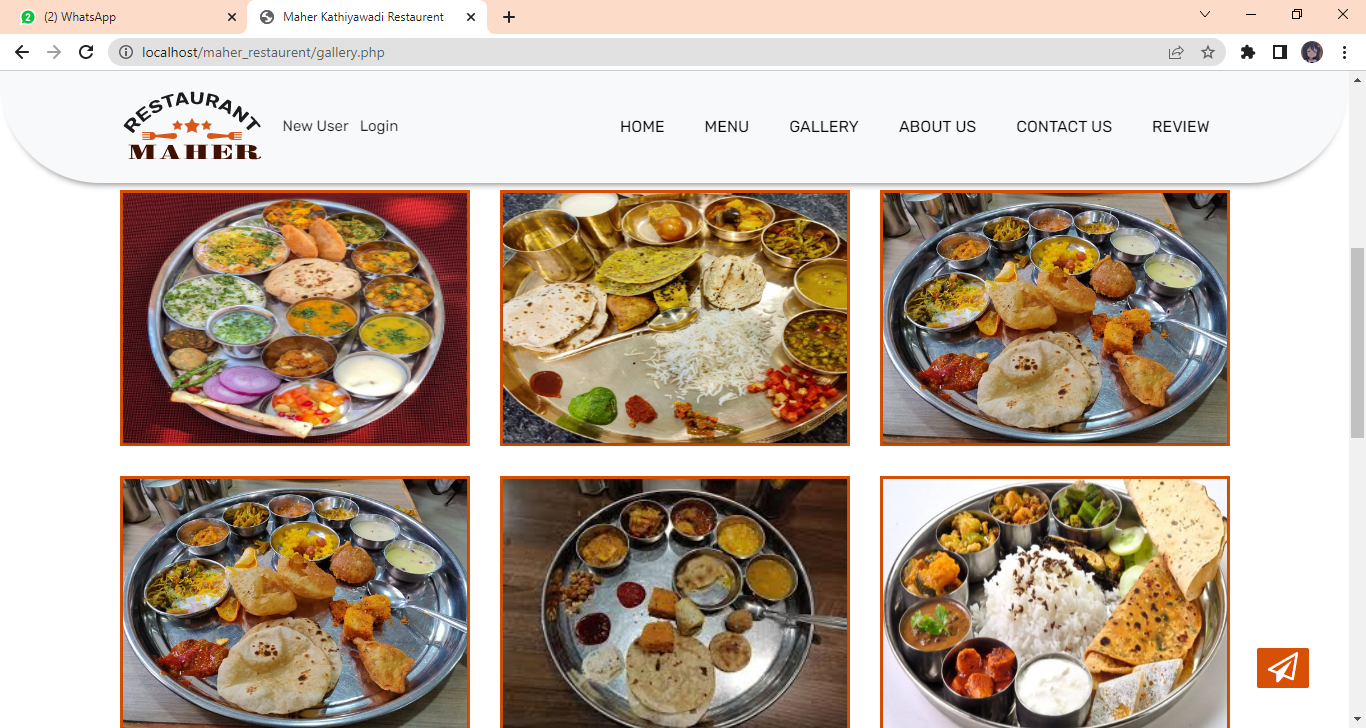 (2) WhatsApp
Maher Kathiyawadi Restaurent
localhost/maher_restaurent/gallery.php
RESTAURANT
MAHER
New User Login
HOME MENU GALLERY ABOUT US CONTACT US REVIEW